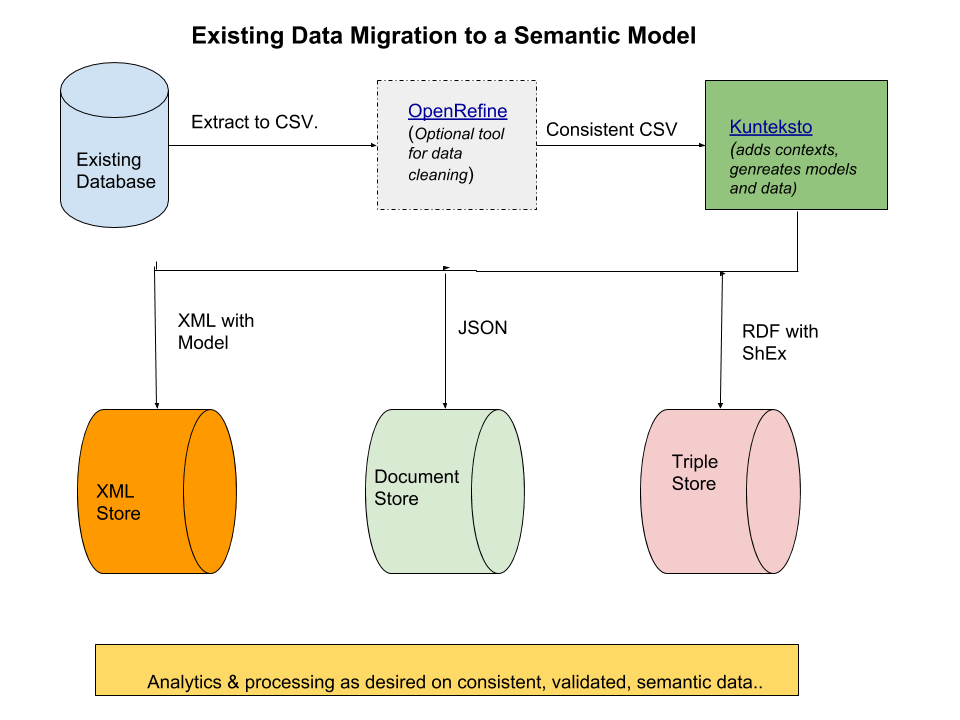 Existing Data Migration to a Semantic Model
Extract to CSV.
OpenRefine
(Optional tool
for data
cleaning)
Consistent CSV
Kunteksto
(adds contexts,
genreates models
and data)
Existing
Database
XML with
Model
JSON
RDF with
ShEx
XML
Store
Document
Store
Triple
Store
Analytics & processing as desired on consistent, validated, semantic data..